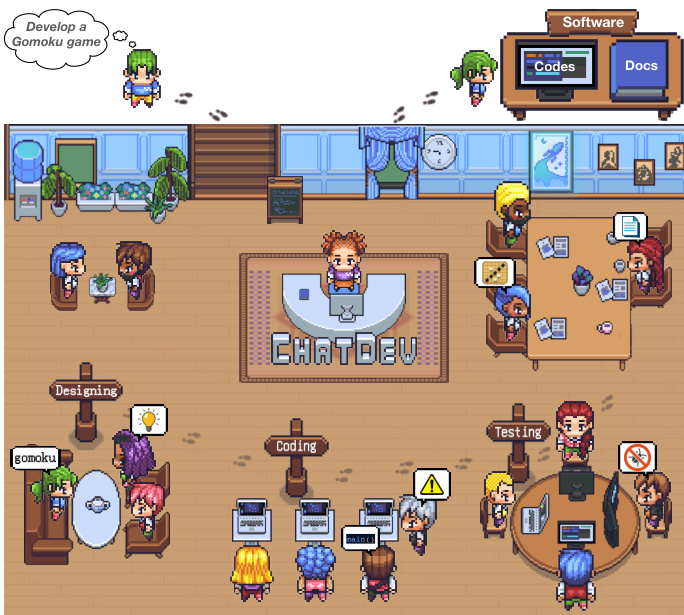 Develop a
Gomoku game
Software
Codes
Docs
ChatDev
Designing
gomoku
Coding
main()
Testing